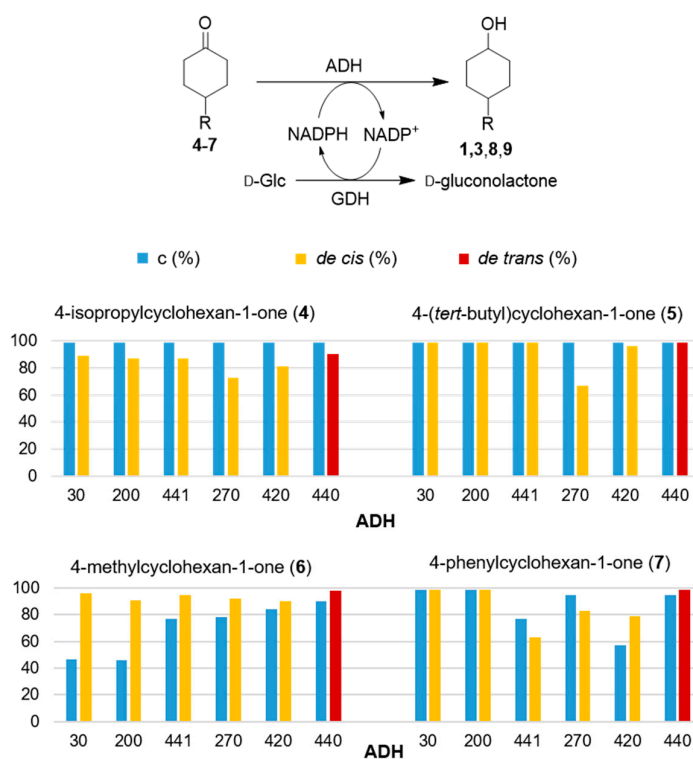 O
OH
ADH
R
R
4-7
NADPH
NADP+
1,3,8,9
D-Glc
D-gluconolactone
GDH
c (%)
de cis (%)
de trans (%)
4-isopropylcyclohexan-1-one (4)
4-(tert-butyl)cyclohexan-1-one (5)
100
80
60
40
20
0
30 200 441 270 420 440
30 200 441 270 420 440
ADH
4-methylcyclohexan-1-one (6)
4-phenylcyclohexan-1-one (7)
100
80
60
40
20
0
30 200 441 270 420 440
30 200 441 270 420 440
ADH